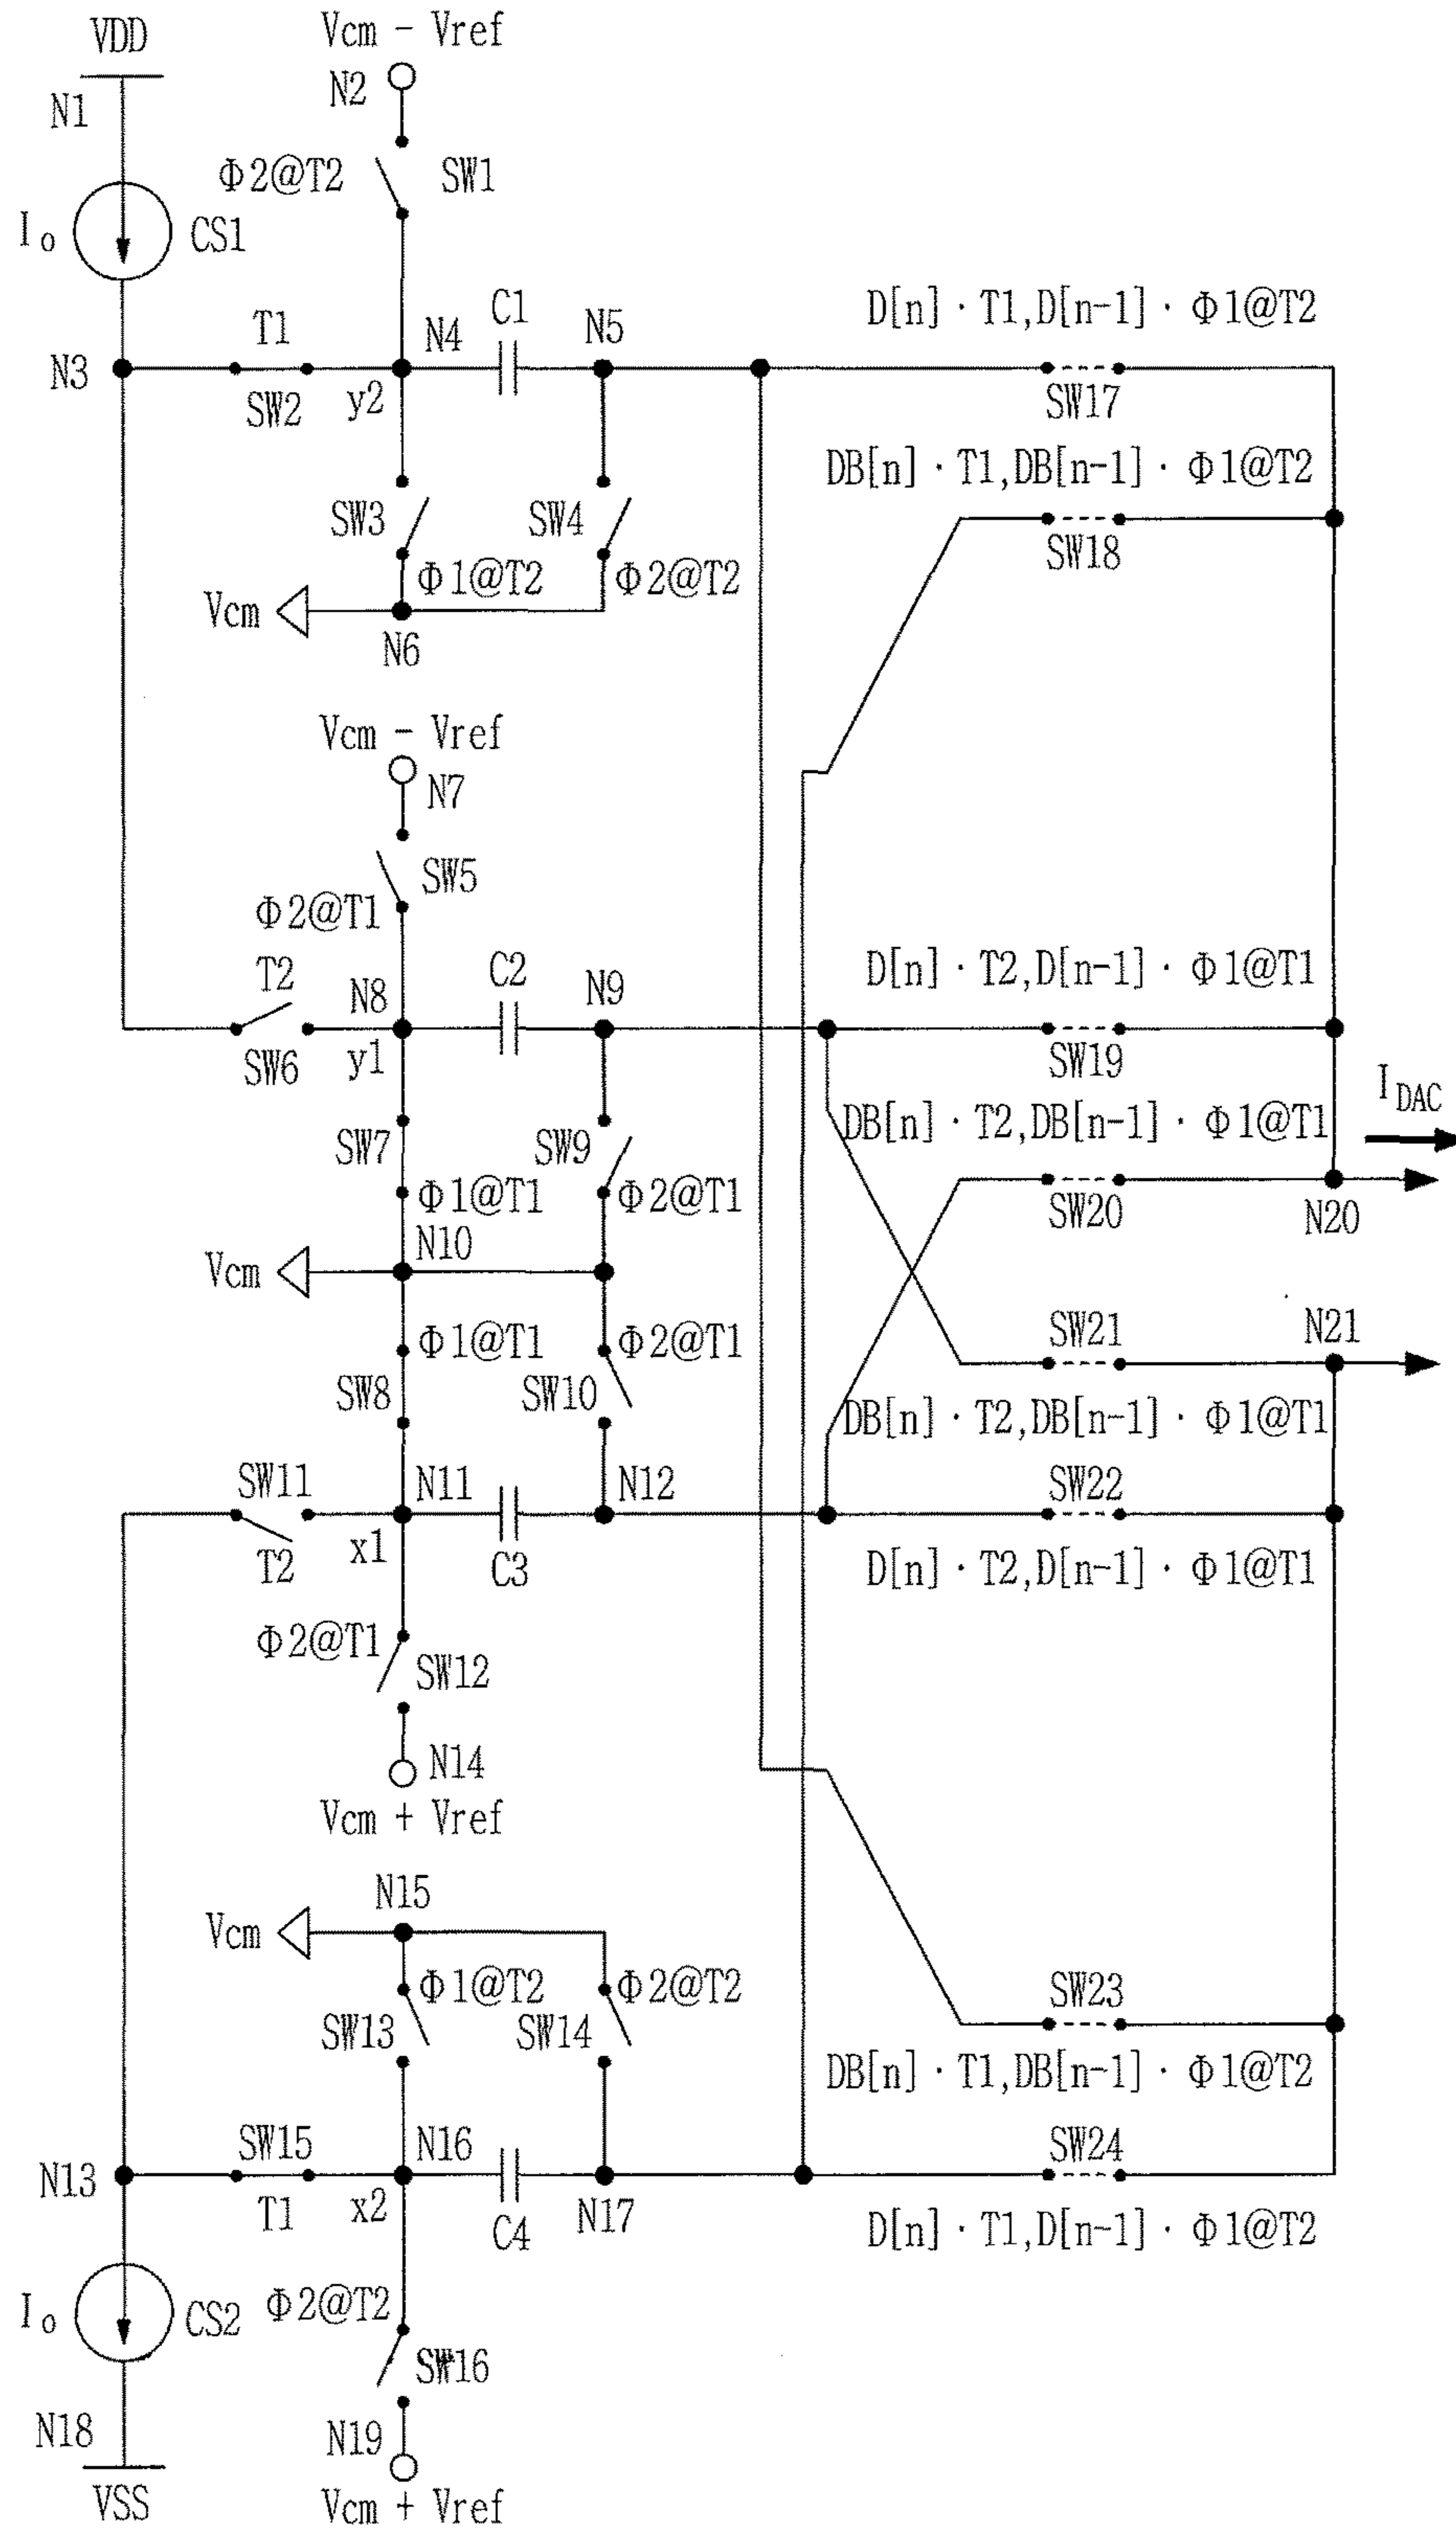 VDD
Vcm - Vref
N1
N2
Φ2@T2
SW1
Io
CS1
D[n] · T1,D[n-1] · Φ1@T2
C1
T1
N4
N5
N3
SW2
y2
SW17
DB[n] · T1,DB[n-1] · Φ1@T2
SW3
SW4
SW18
Φ1@T2
Φ2@T2
Vcm
N6
Vcm - Vref
N7
SW5
Φ2@T1
T2
N8
C2
N9
D[n] · T2,D[n-1] · Φ1@T1
SW6
y1
SW19
IDAC
DB[n] · T2,DB[n-1] · Φ1@T1
SW7
SW9
Φ1@T1
Φ2@T1
SW20
N20
N10
Vcm
Φ1@T1
Φ2@T1
SW21
N21
SW8
SW10
DB[n] · T2,DB[n-1] · Φ1@T1
SW11
N11
N12
SW22
T2
x1
C3
D[n] · T2,D[n-1] · Φ1@T1
Φ2@T1
SW12
N14
Vcm + Vref
N15
Vcm
Φ1@T2
Φ2@T2
SW23
SW13
SW14
DB[n] · T1,DB[n-1] · Φ1@T2
SW15
N16
SW24
N13
T1
x2
C4
N17
D[n] · T1,D[n-1] · Φ1@T2
Io
CS2
Φ2@T2
SW16
N18
N19
VSS
Vcm + Vref